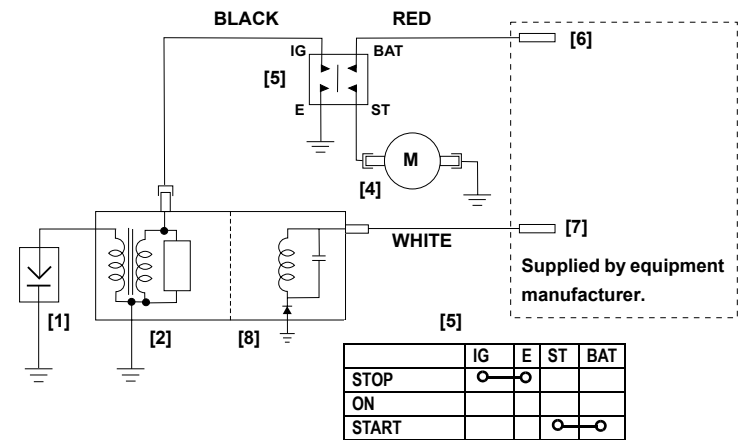 BLACK RED
IG BAT [6]
[5]
E ST
M
[4]
WHITE [7]
Supplied by equipment
manufacturer.
[1] [2] [8] [5]
IG E ST BAT
STOP
ON
START